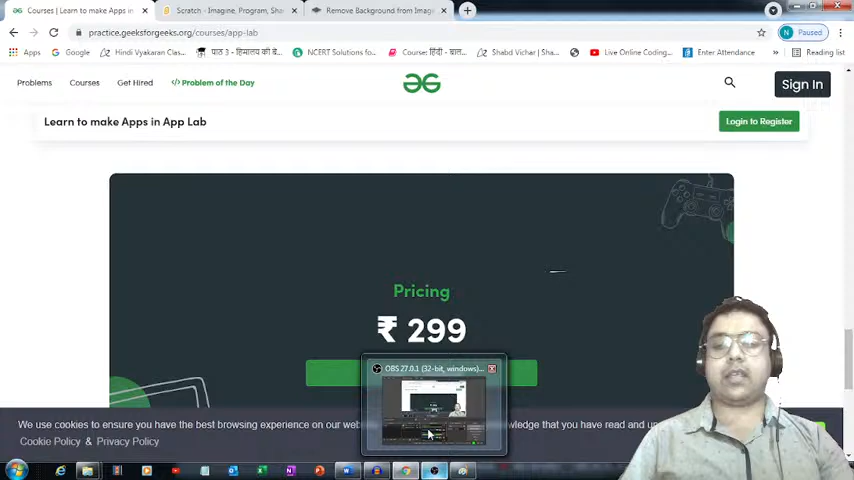 Courses | Learn to make Apps in
Scratch - Imagine, Program, Sha
Remove Background from Imag
practice.geeksforgeeks.org/courses/app-lab
Paused
Apps
Google
Hindi Vyakaran Class...
पाठ 3 - हिमालय की बे...
NCERT Solutions fo...
Course: हिंदी - बाल...
Shabd Vichar | Sha...
Live Online Coding...
Enter Attendance
Reading list
Problems
Courses
Get Hired
</> Problem of the Day
Sign In
Learn to make Apps in App Lab
Login to Register
Pricing
₹ 299
OBS 27.0.1 (32-bit, windows)...
We use cookies to ensure you have the best browsing experience on our web
wledge that you have read and u
Cookie Policy & Privacy Policy